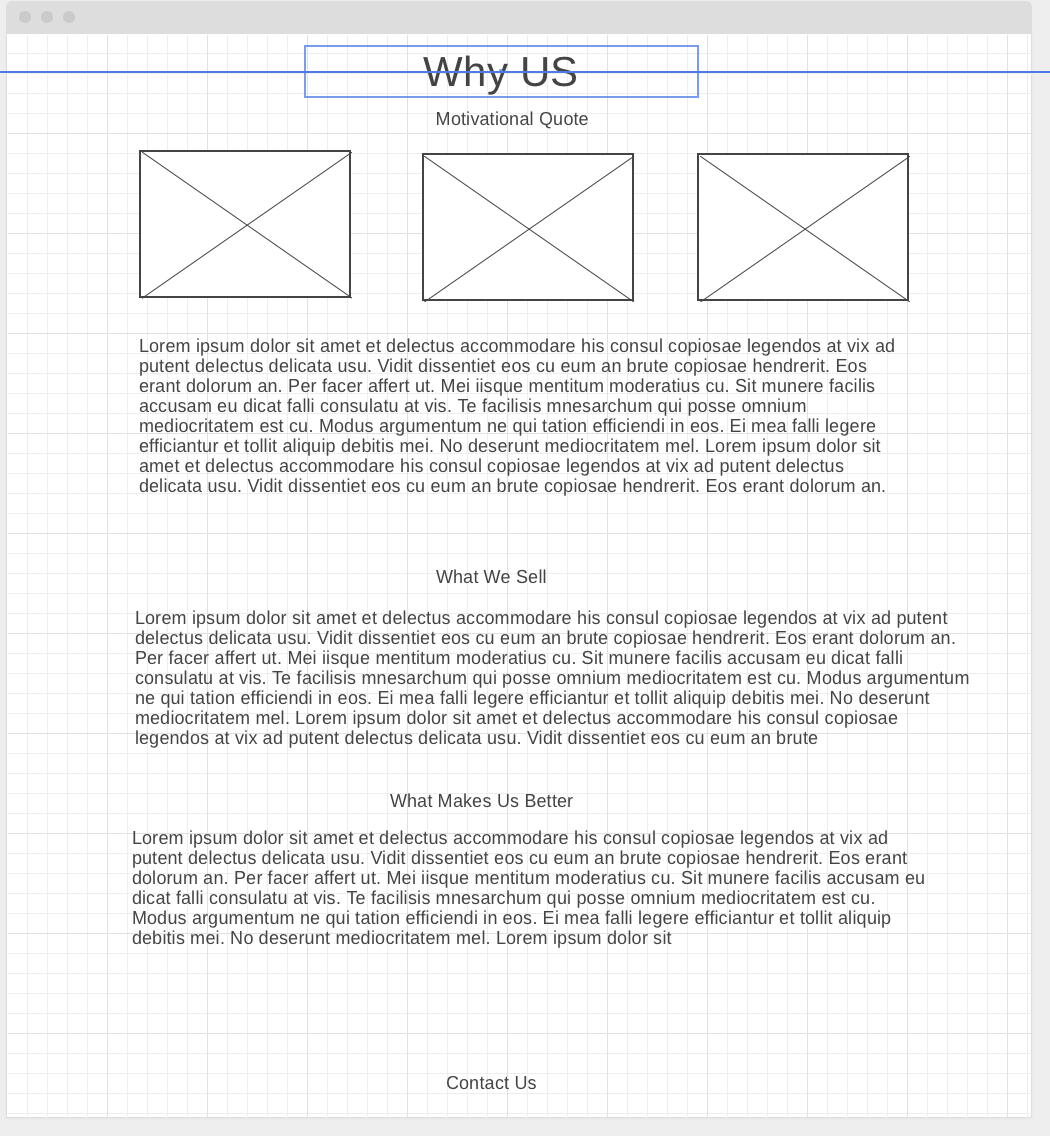 Why US
Motivational Quote
Lorem ipsum dolor sit amet et delectus accommodare his consul copiosae legendos at vix ad
putent delectus delicata usu. Vidit dissentiet eos cu eum an brute copiosae hendrerit. Eos
erant dolorum an. Per facer affert ut. Mei iisque mentitum moderatius cu. Sit munere facilis
accusam eu dicat falli consulatu at vis. Te facilisis mnesarchum qui posse omnium
mediocritatem est cu. Modus argumentum ne qui tation efficiendi in eos. Ei mea falli legere
efficiantur et tollit aliquip debitis mei. No deserunt mediocritatem mel. Lorem ipsum dolor sit
amet et delectus accommodare his consul copiosae legendos at vix ad putent delectus
delicata usu. Vidit dissentiet eos cu eum an brute copiosae hendrerit. Eos erant dolorum an.
What We Sell
Lorem ipsum dolor sit amet et delectus accommodare his consul copiosae legendos at vix ad putent
delectus delicata usu. Vidit dissentiet eos cu eum an brute copiosae hendrerit. Eos erant dolorum an.
Per facer affert ut. Mei iisque mentitum moderatius cu. Sit munere facilis accusam eu dicat falli
consulatu at vis. Te facilisis mnesarchum qui posse omnium mediocritatem est cu. Modus argumentum
ne qui tation efficiendi in eos. Ei mea falli legere efficiantur et tollit aliquip debitis mei. No deserunt
mediocritatem mel. Lorem ipsum dolor sit amet et delectus accommodare his consul copiosae
legendos at vix ad putent delectus delicata usu. Vidit dissentiet eos cu eum an brute
What Makes Us Better
Lorem ipsum dolor sit amet et delectus accommodare his consul copiosae legendos at vix ad
putent delectus delicata usu. Vidit dissentiet eos cu eum an brute copiosae hendrerit. Eos erant
dolorum an. Per facer affert ut. Mei iisque mentitum moderatius cu. Sit munere facilis accusam eu
dicat falli consulatu at vis. Te facilisis mnesarchum qui posse omnium mediocritatem est cu.
Modus argumentum ne qui tation efficiendi in eos. Ei mea falli legere efficiantur et tollit aliquip
debitis mei. No deserunt mediocritatem mel. Lorem ipsum dolor sit
Contact Us